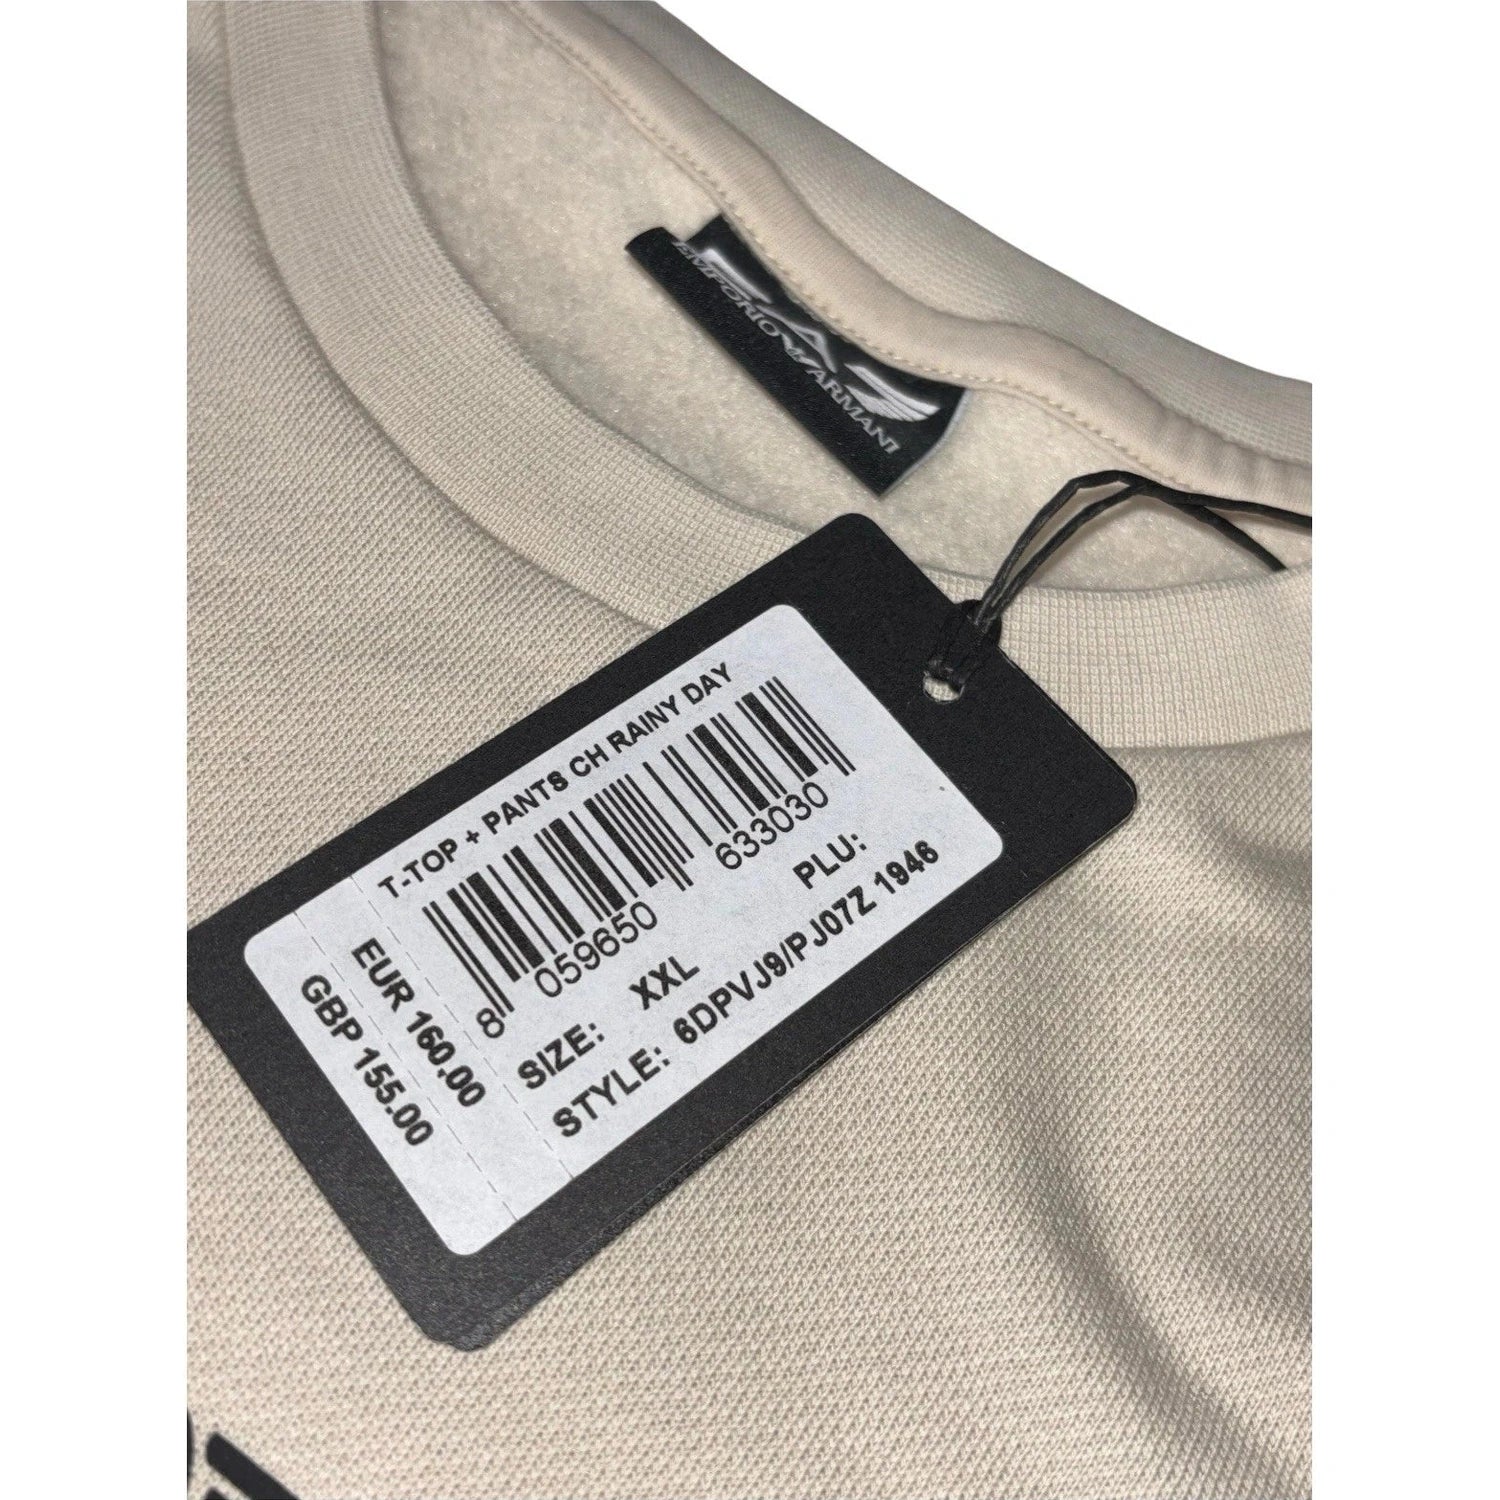 EMPORIO ARMANI
T-TOP + PANTS CH RAINY DAY
8 059650 633030
PLU:
SIZE: XXL
STYLE: 6DPVJ9/PJ07Z 1946
EUR 160.00
GBP 155.00